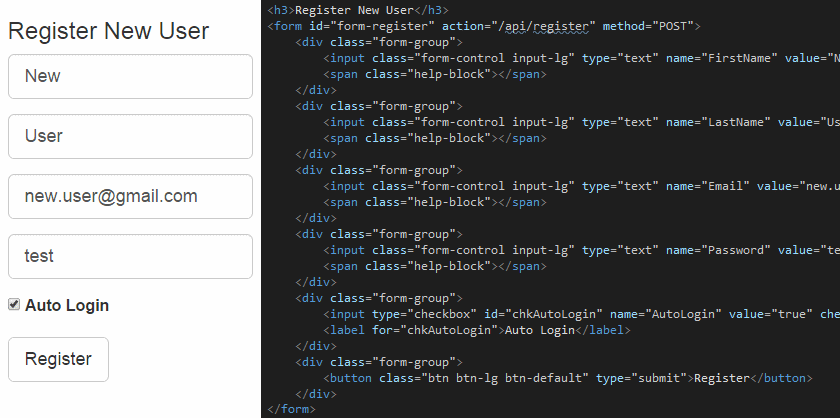 Register New User
New
User
new.user@gmail.com
test
Auto Login
Register
<h3>Register New User</h3>
<form id="form-register" action="/api/register" method="POST">
<div class="form-group">
<input class="form-control input-lg" type="text" name="FirstName" value="N
<span class="help-block"></span>
</div>
<div class="form-group">
<input class="form-control input-lg" type="text" name="LastName" value="Us
<span class="help-block"></span>
</div>
<div class="form-group">
<input class="form-control input-lg" type="text" name="Email" value="new.u
<span class="help-block"></span>
</div>
<div class="form-group">
<input class="form-control input-lg" type="text" name="Password" value="te
<span class="help-block"></span>
</div>
<div class="form-group">
<input type="checkbox" id="chkAutoLogin" name="AutoLogin" value="true" che
<label for="chkAutoLogin">Auto Login</label>
</div>
<div class="form-group">
<button class="btn btn-lg btn-default" type="submit">Register</button>
</div>
</form>